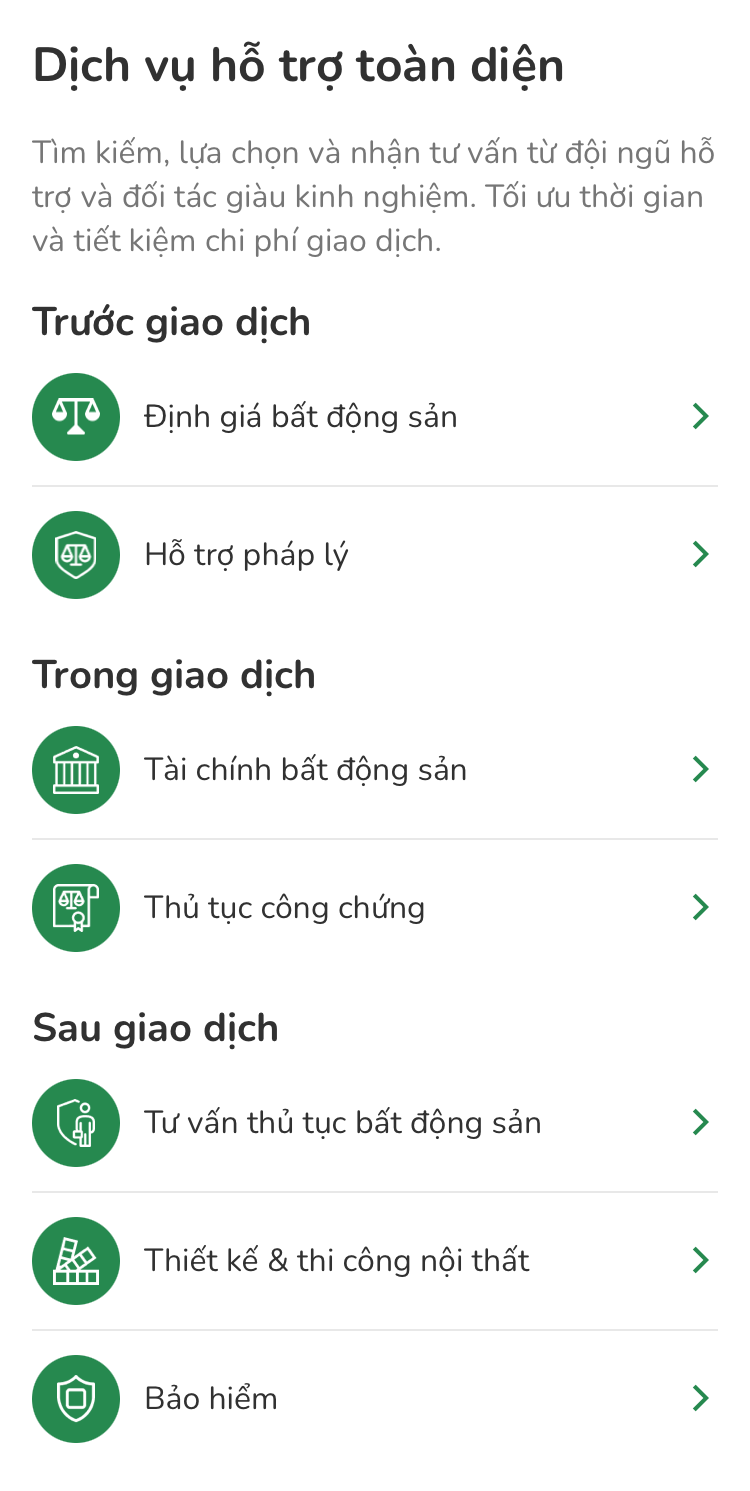 Dịch vụ hỗ trợ toàn diện
Tìm kiếm, lựa chọn và nhận tư vấn từ đội ngũ hỗ
trợ và đối tác giàu kinh nghiệm. Tối ưu thời gian
và tiết kiệm chi phí giao dịch.
Trước giao dịch
Định giá bất động sản
Hỗ trợ pháp lý
Trong giao dịch
Tài chính bất động sản
Thủ tục công chứng
Sau giao dịch
Tư vấn thủ tục bất động sản
Thiết kế & thi công nội thất
Bảo hiểm